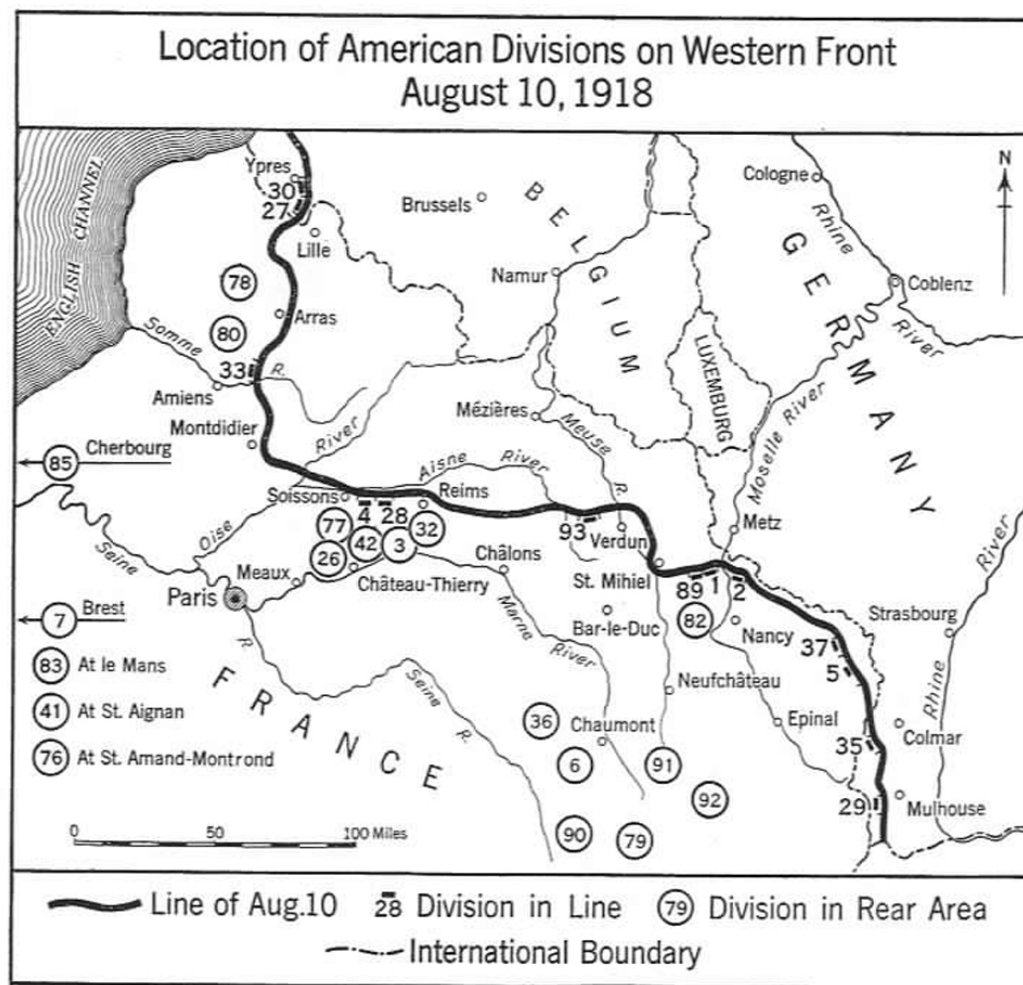 Location of American Divisions on Western Front
August 10, 1918
ENGLISH CHANNEL
Ypres
30
27
Lille
Brussels
BELGIUM
Cologne
Rhine
River
N
GERMANY
Coblenz
Namur
78
Arras
80
Somme
R.
33
Amiens
LUXEMBURG
Mézières
Meuse
R.
Moselle River
Montdidier
85
Cherbourg
River
Oise
Aisne River
Soissons
Reims
4
28
77
42
3
32
26
93
Verdun
Metz
Seine
Meaux
Château-Thierry
Châlons
St. Mihiel
89
1
2
Rhine
River
Paris
7
Brest
Marne
River
Bar-le-Duc
82
Nancy
37
5
Strasbourg
R.
83
At le Mans
41
At St. Aignan
76
At St. Amand-Montrond
FRANCE
Seine
R.
Neufchâteau
36
Chaumont
Epinal
35
Colmar
6
91
92
29
Mulhouse
90
79
0
50
100 Miles
Line of Aug.10
28 Division in Line
79 Division in Rear Area
International Boundary